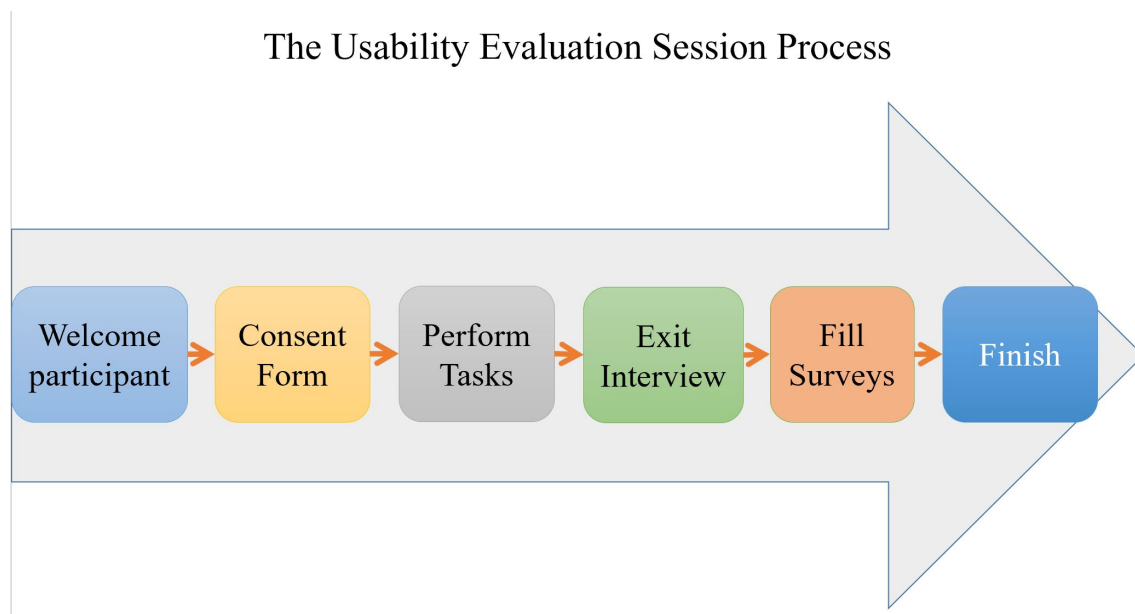 The Usability Evaluation Session Process
Welcome
participant
Consent
Form
Perform
Tasks
Exit
Interview
Fill
Surveys
Finish